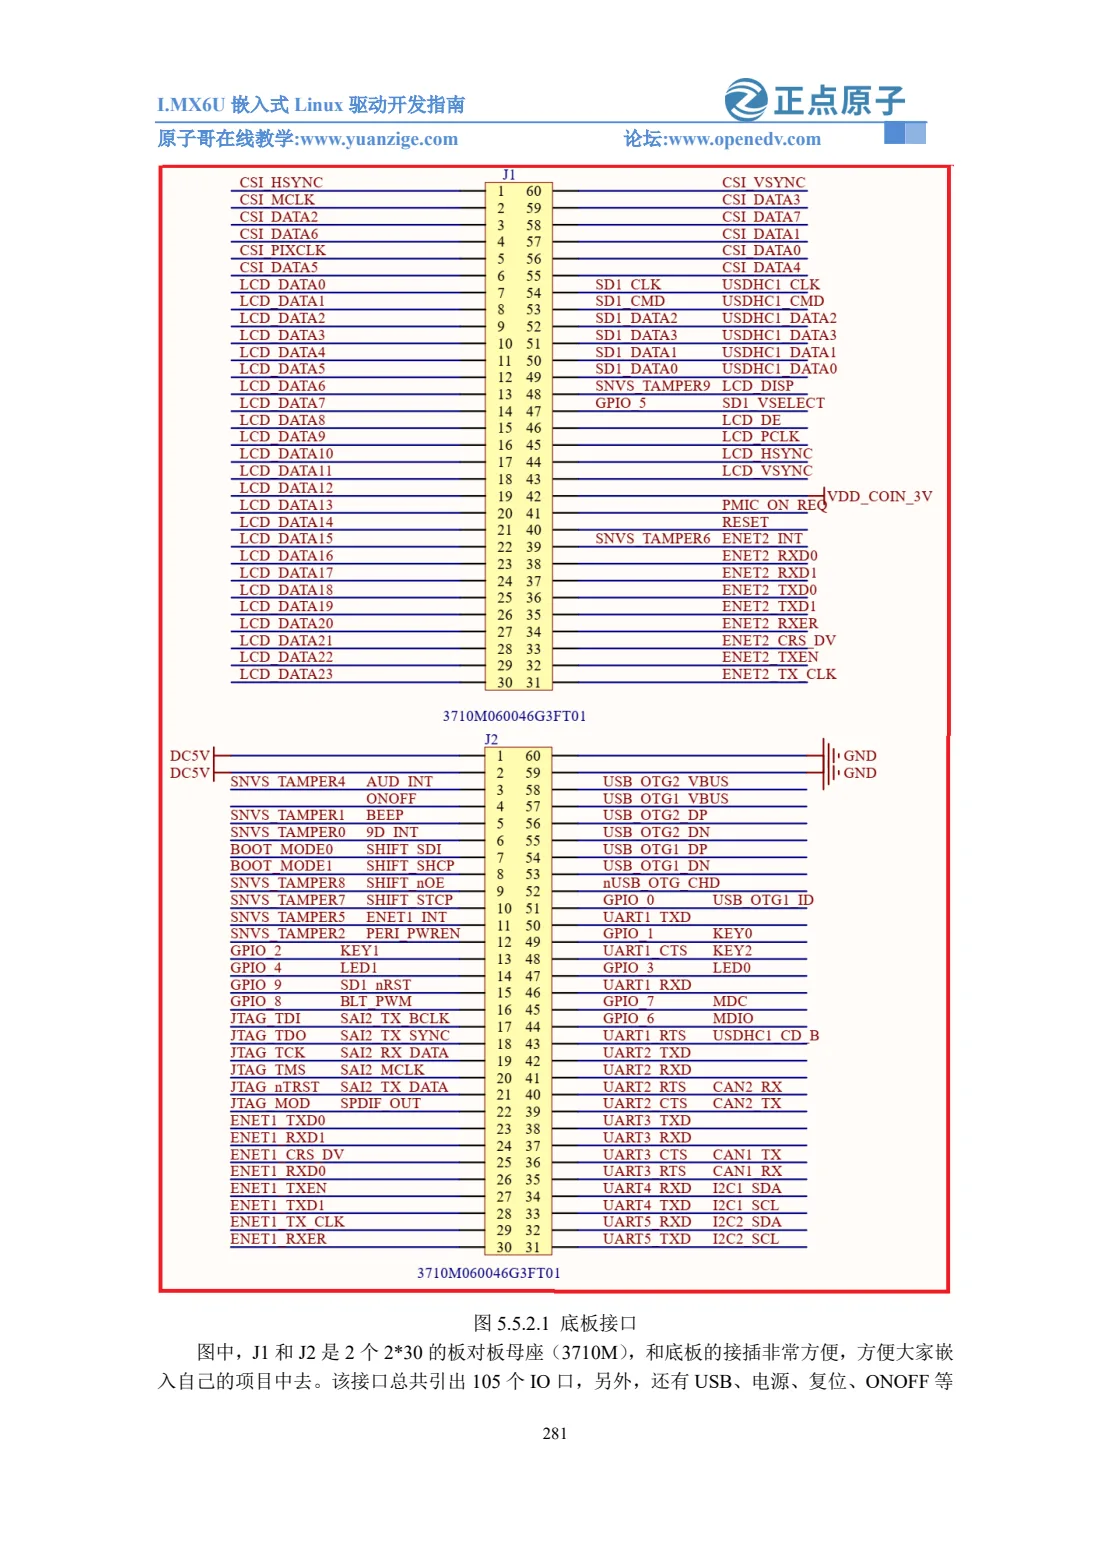 I.MX6U 嵌入式 Linux 驱动开发指南
正点原子
原子哥在线教学:www.yuanzige.com 论坛:www.openedv.com
J1
CSI_HSYNC 1 60 CSI_VSYNC
CSI_MCLK 2 59 CSI_DATA3
CSI_DATA2 3 58 CSI_DATA7
CSI_DATA6 4 57 CSI_DATA1
CSI_PIXCLK 5 56 CSI_DATA0
CSI_DATA5 6 55 CSI_DATA4
LCD_DATA0 7 54 SD1_CLK USDHC1_CLK
LCD_DATA1 8 53 SD1_CMD USDHC1_CMD
LCD_DATA2 9 52 SD1_DATA2 USDHC1_DATA2
LCD_DATA3 10 51 SD1_DATA3 USDHC1_DATA3
LCD_DATA4 11 50 SD1_DATA1 USDHC1_DATA1
LCD_DATA5 12 49 SD1_DATA0 USDHC1_DATA0
LCD_DATA6 13 48 SNVS_TAMPER9 LCD_DISP
LCD_DATA7 14 47 GPIO_5 SD1_VSELECT
LCD_DATA8 15 46 LCD_DE
LCD_DATA9 16 45 LCD_PCLK
LCD_DATA10 17 44 LCD_HSYNC
LCD_DATA11 18 43 LCD_VSYNC
LCD_DATA12 19 42 VDD_COIN_3V
LCD_DATA13 20 41 PMIC_ON_REQ
LCD_DATA14 21 40 RESET
LCD_DATA15 22 39 SNVS_TAMPER6 ENET2_INT
LCD_DATA16 23 38 ENET2_RXD0
LCD_DATA17 24 37 ENET2_RXD1
LCD_DATA18 25 36 ENET2_TXD0
LCD_DATA19 26 35 ENET2_TXD1
LCD_DATA20 27 34 ENET2_RXER
LCD_DATA21 28 33 ENET2_CRS_DV
LCD_DATA22 29 32 ENET2_TXEN
LCD_DATA23 30 31 ENET2_TX_CLK
3710M060046G3FT01
J2
DC5V 1 60 GND
DC5V 2 59 GND
SNVS_TAMPER4 AUD_INT 3 58 USB_OTG2_VBUS
ONOFF 4 57 USB_OTG1_VBUS
SNVS_TAMPER1 BEEP 5 56 USB_OTG2_DP
SNVS_TAMPER0 9D_INT 6 55 USB_OTG2_DN
BOOT_MODE0 SHIFT_SDI 7 54 USB_OTG1_DP
BOOT_MODE1 SHIFT_SHCP 8 53 USB_OTG1_DN
SNVS_TAMPER8 SHIFT_nOE 9 52 nUSB_OTG_CHD
SNVS_TAMPER7 SHIFT_STCP 10 51 GPIO_0 USB_OTG1_ID
SNVS_TAMPER5 ENET1_INT 11 50 UART1_TXD
SNVS_TAMPER2 PERI_PWREN 12 49 GPIO_1 KEY0
GPIO_2 KEY1 13 48 UART1_CTS KEY2
GPIO_4 LED1 14 47 GPIO_3 LED0
GPIO_9 SD1_nRST 15 46 UART1_RXD
GPIO_8 BLT_PWM 16 45 GPIO_7 MDC
JTAG_TDI SAI2_TX_BCLK 17 44 GPIO_6 MDIO
JTAG_TDO SAI2_TX_SYNC 18 43 UART1_RTS USDHC1_CD_B
JTAG_TCK SAI2_RX_DATA 19 42 UART2_TXD
JTAG_TMS SAI2_MCLK 20 41 UART2_RXD
JTAG_nTRST SAI2_TX_DATA 21 40 UART2_RTS CAN2_RX
JTAG_MOD SPDIF_OUT 22 39 UART2_CTS CAN2_TX
ENET1_TXD0 23 38 UART3_TXD
ENET1_RXD1 24 37 UART3_RXD
ENET1_CRS_DV 25 36 UART3_CTS CAN1_TX
ENET1_RXD0 26 35 UART3_RTS CAN1_RX
ENET1_TXEN 27 34 UART4_RXD I2C1_SDA
ENET1_TXD1 28 33 UART4_TXD I2C1_SCL
ENET1_TX_CLK 29 32 UART5_RXD I2C2_SDA
ENET1_RXER 30 31 UART5_TXD I2C2_SCL
3710M060046G3FT01
图 5.5.2.1 底板接口
图中，J1 和 J2 是 2 个 2*30 的板对板母座（3710M），和底板的接插非常方便，方便大家嵌
入自己的项目中去。该接口总共引出 105 个 IO 口，另外，还有 USB、电源、复位、ONOFF 等
281